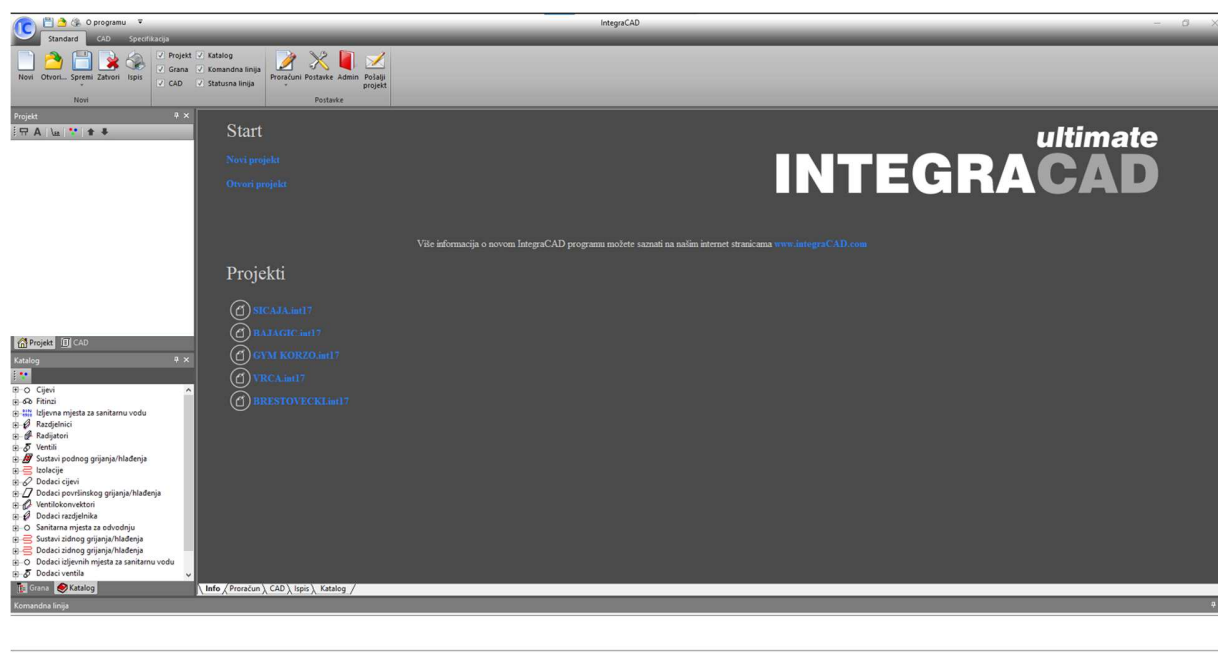 O programu
IntegraCAD
Standard CAD Specifikacija
Novi Otvori... Spremi Zatvori Ispis
Projekt Katalog
Grana Komandna linija
CAD Statusna linija
Proračuni Postavke Admin Pošalji projekt
Novi
Postavke
Projekt
Start
Novi projekt
Otvori projekt
ultimate
INTEGRACAD
Više informacija o novom IntegraCAD programu možete saznati na našim internet stranicama www.integraCAD.com
Projekti
SICAJA.int17
RAJAGIC.int17
GYM KORZO.int17
VRCA.int17
BRESTOVECKI.int17
Projekt CAD
Katalog
Cijevi
Fitinzi
Izljevna mjesta za sanitarnu vodu
Razdjelnici
Radijatori
Ventili
Sustavi podnog grijanja/hlađenja
Izolacije
Dodaci cijevi
Dodaci površinskog grijanja/hlađenja
Ventilokonvektori
Dodaci razdjelnika
Sanitarna mjesta za odvodnju
Sustavi zidnog grijanja/hlađenja
Dodaci zidnog grijanja/hlađenja
Dodaci izljevnih mjesta za sanitarnu vodu
Dodaci ventila
Grana Katalog
Info Proračun CAD Ispis Katalog
Komandna linija